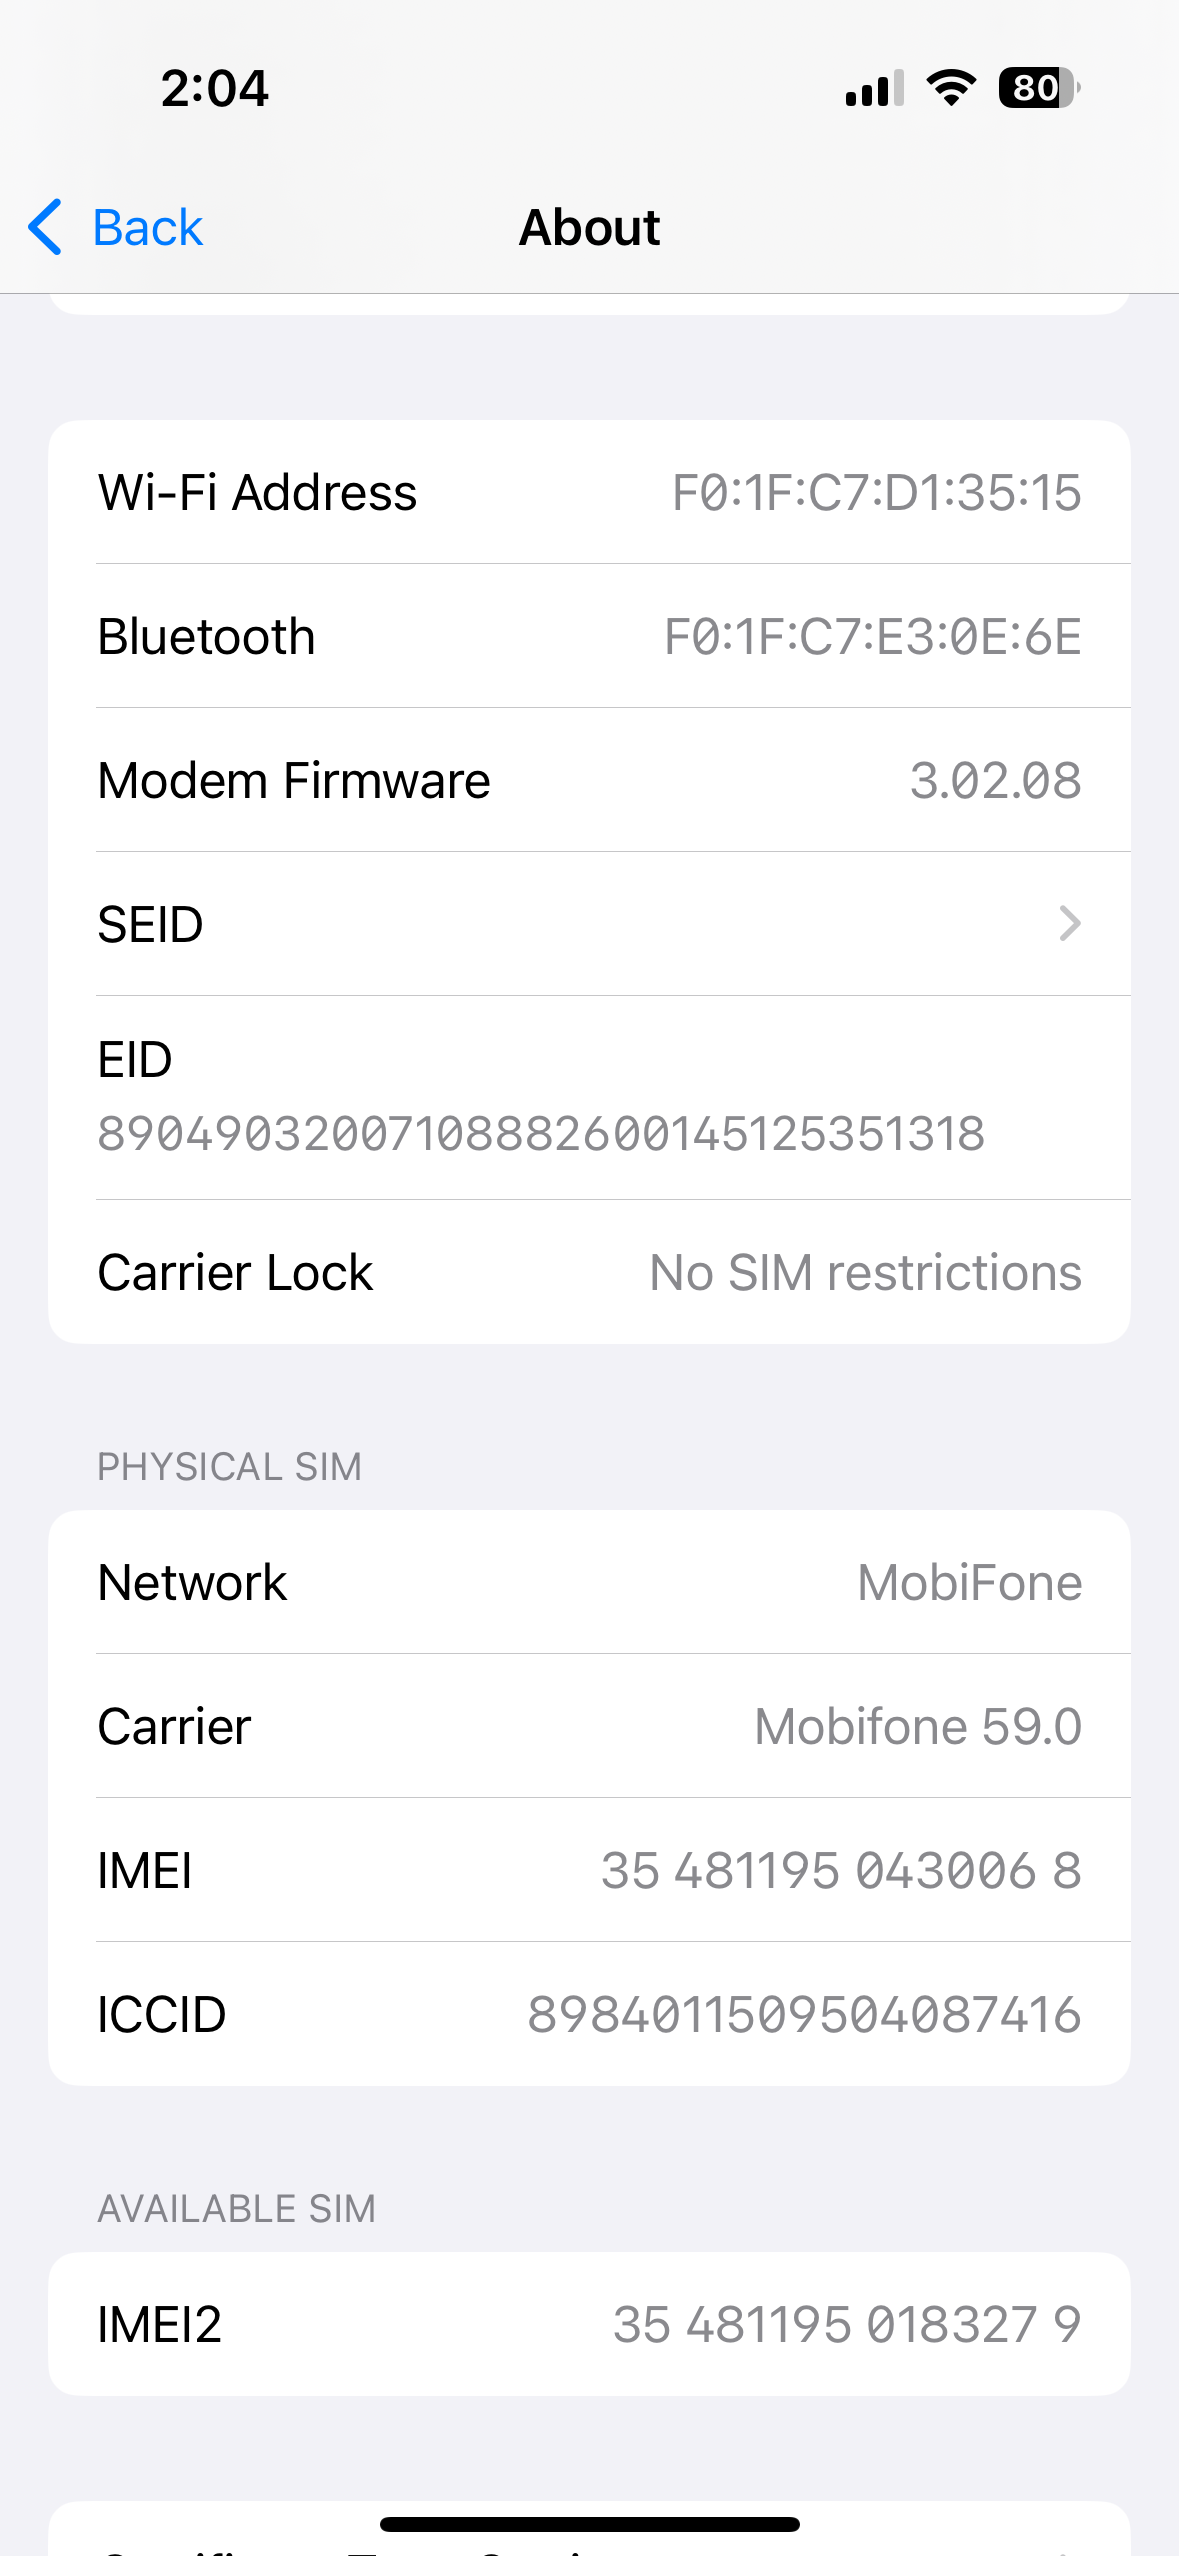 2:04
80
Back
About
Wi-Fi Address F0:1F:C7:D1:35:15
Bluetooth F0:1F:C7:E3:0E:6E
Modem Firmware 3.02.08
SEID
EID
89049032007108882600145125351318
Carrier Lock No SIM restrictions
PHYSICAL SIM
Network MobiFone
Carrier Mobifone 59.0
IMEI 35 481195 043006 8
ICCID 8984011509504087416
AVAILABLE SIM
IMEI2 35 481195 018327 9